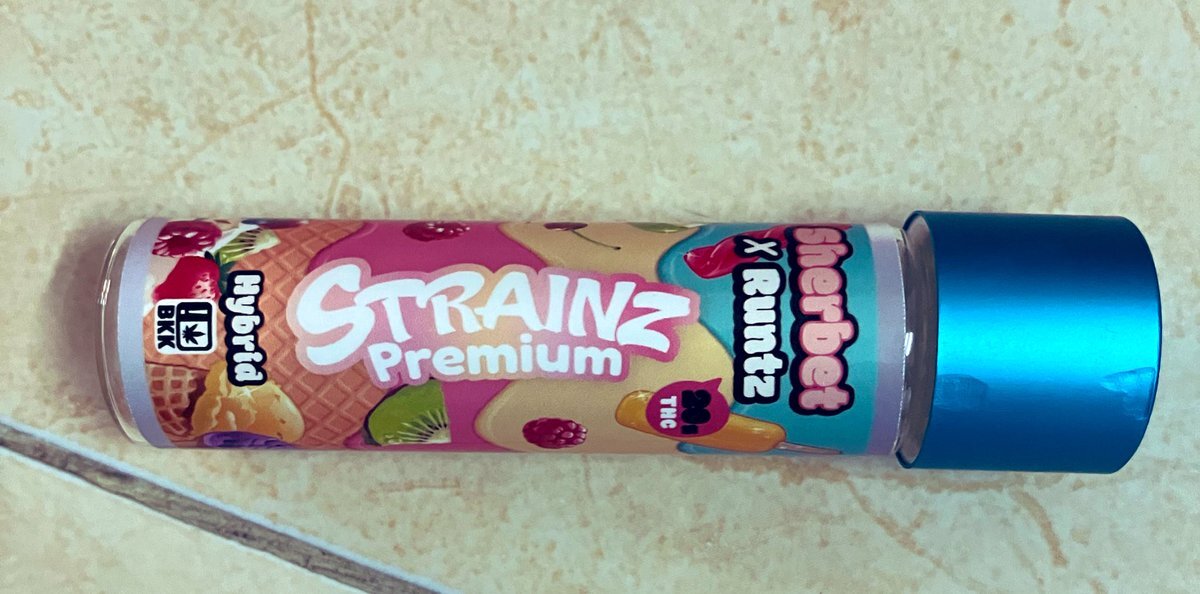 STRAINZ
Premium
Sherbet
X Runtz
THC
Hybrid
!
BKK